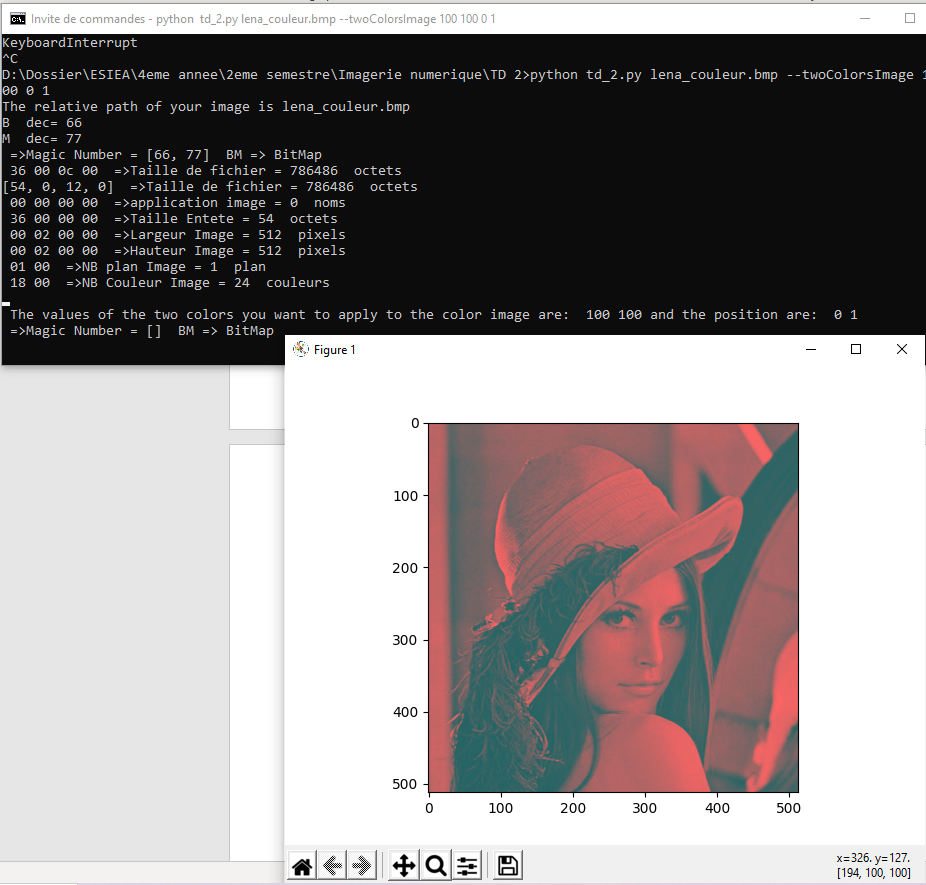 Invite de commandes - python  td_2.py lena_couleur.bmp --twoColorsImage 100 100 0 1
KeyboardInterrupt
^C
D:\Dossier\ESIEA\4eme annee\2eme semestre\Imagerie numerique\TD 2>python td_2.py lena_couleur.bmp --twoColorsImage 1
00 0 1
The relative path of your image is lena_couleur.bmp
B  dec= 66
M  dec= 77
 =>Magic Number = [66, 77]  BM => BitMap
 36 00 0c 00  =>Taille de fichier = 786486  octets
[54, 0, 12, 0]  =>Taille de fichier = 786486  octets
 00 00 00 00  =>application image = 0  noms
 36 00 00 00  =>Taille Entete = 54  octets
 00 02 00 00  =>Largeur Image = 512  pixels
 00 02 00 00  =>Hauteur Image = 512  pixels
 01 00  =>NB plan Image = 1  plan
 18 00  =>NB Couleur Image = 24  couleurs
 The values of the two colors you want to apply to the color image are:  100 100 and the position are:  0 1
 =>Magic Number = []  BM => BitMap
Figure 1
0
100
200
300
400
500
0 100 200 300 400 500
x=326. y=127.
[194, 100, 100]